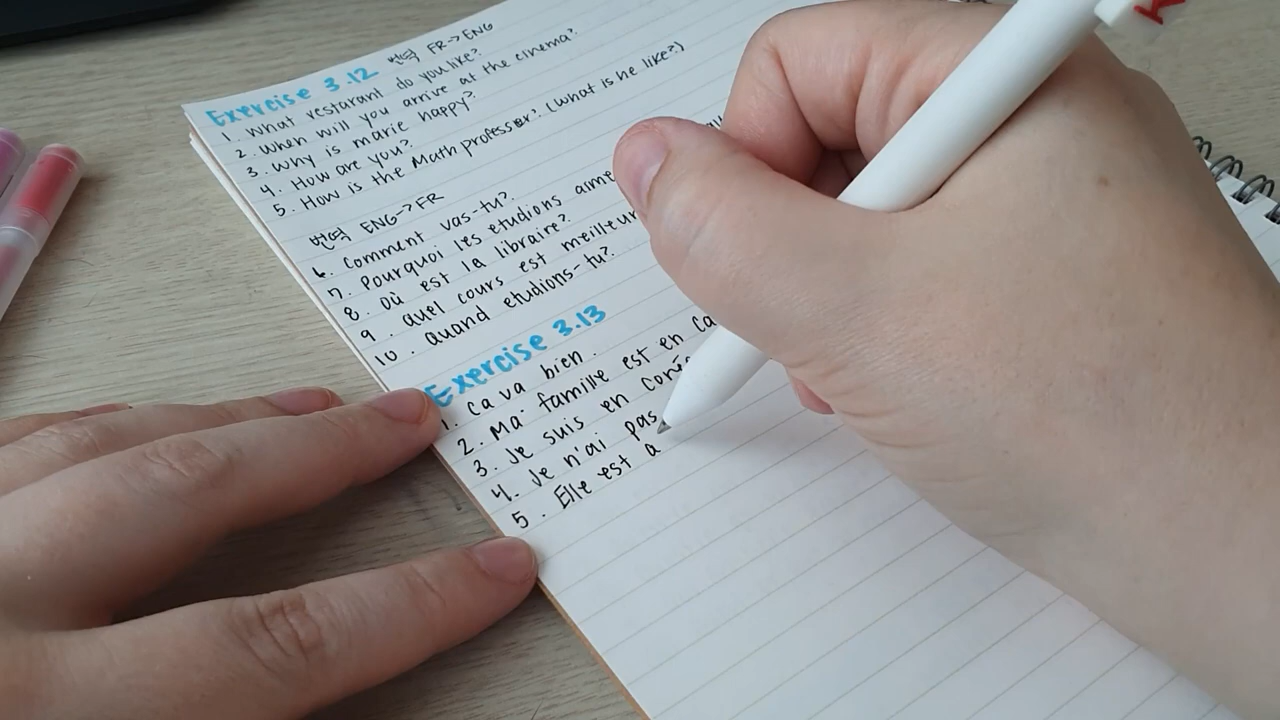 Exercise 3.12 번역 FR->ENG
1. What restarant do you like?
2. When will you arrive at the cinema?
3. Why is marie happy?
4. How are you?
5. How is the Math professor? (What is he like?)
번역 ENG->FR
6. Comment vas-tu?
7. Pourquoi les etudions aime
8. Où est la libraire?
9. quel cours est meilleur
10. quand etudions-tu?
Exercise 3.13
1. Ca va bien.
2. Ma famille est en Ca
3. Je suis en Coré
4. Je n'ai pas
5. Elle est a